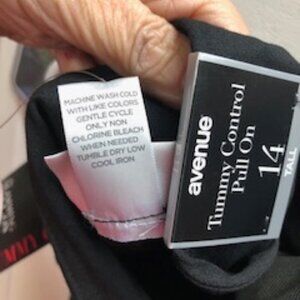 MACHINE WASH COLD
WITH LIKE COLORS
GENTLE CYCLE
ONLY NON
CHLORINE BLEACH
WHEN NEEDED
TUMBLE DRY LOW
COOL IRON
avenue
Tummy Control
Pull On
14
TALL